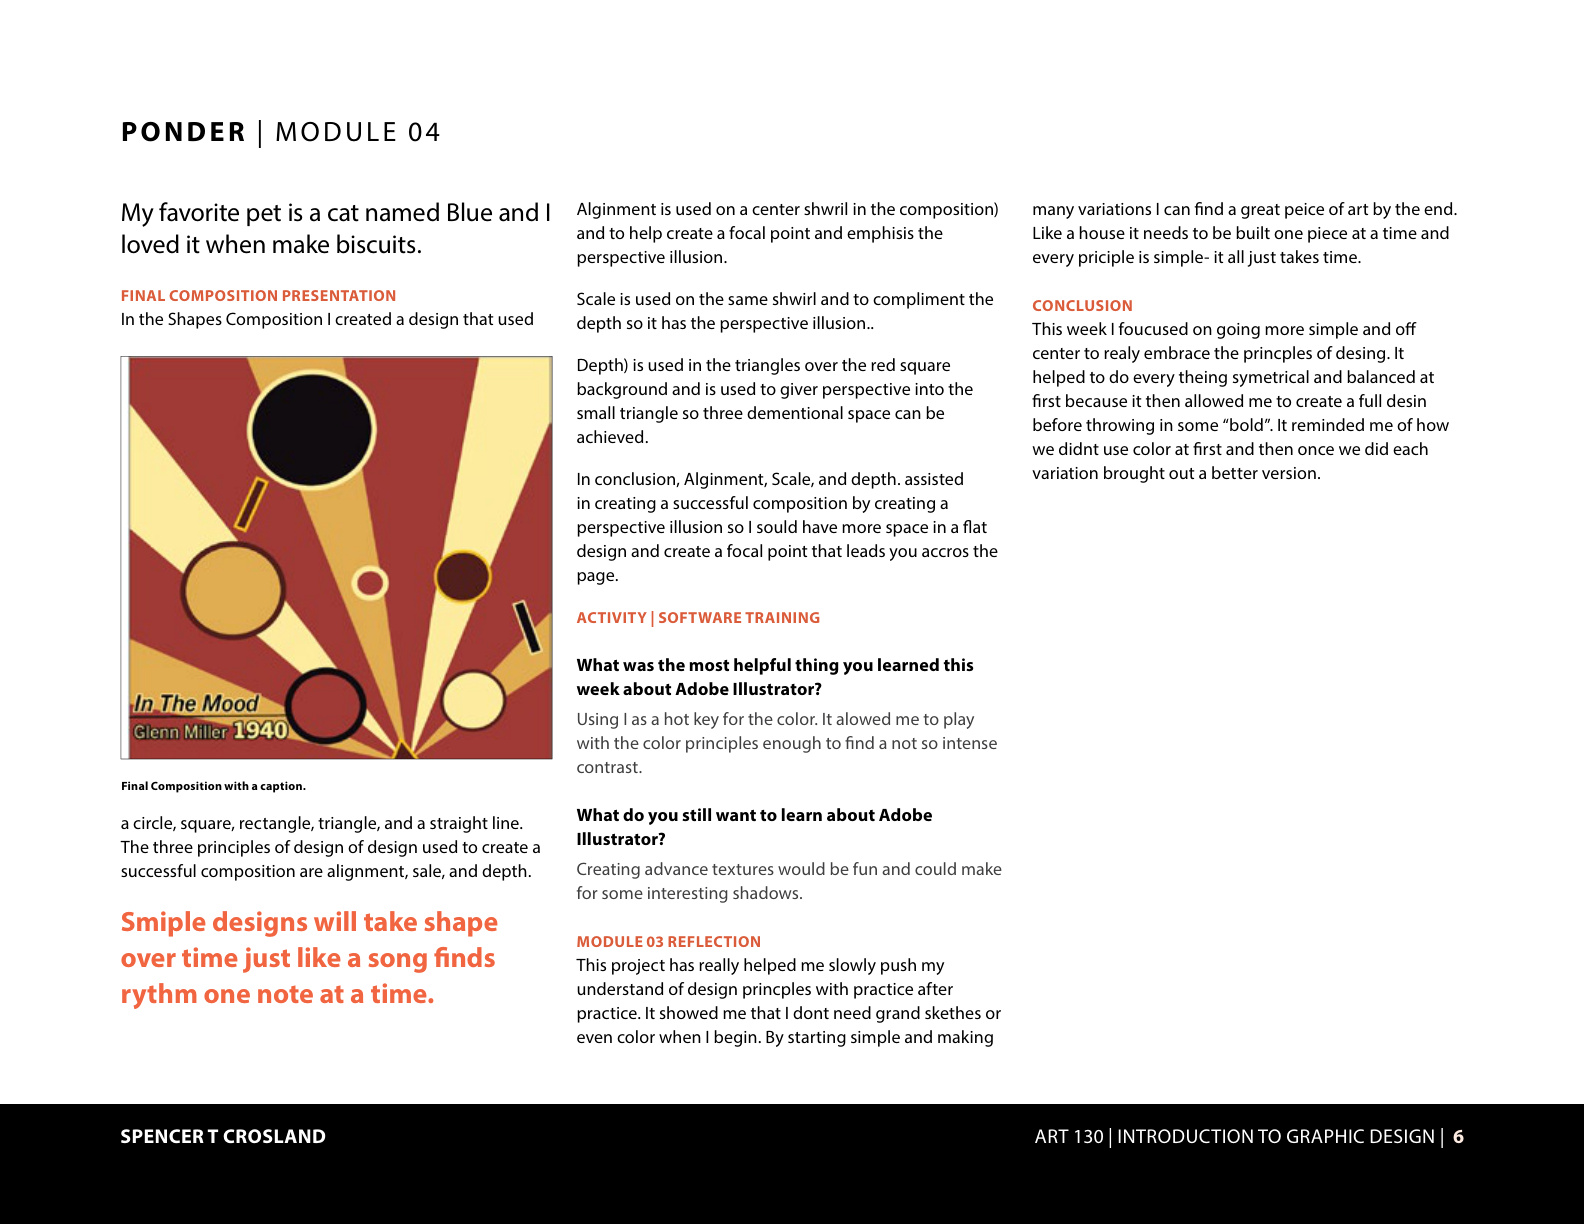 PONDER | MODULE 04
My favorite pet is a cat named Blue and I
loved it when make biscuits.
FINAL COMPOSITION PRESENTATION
In the Shapes Composition I created a design that used
In The Mood
Glenn Miller 1940
Final Composition with a caption.
a circle, square, rectangle, triangle, and a straight line.
The three principles of design of design used to create a
successful composition are alignment, sale, and depth.
Smiple designs will take shape
over time just like a song finds
rythm one note at a time.
Alginment is used on a center shwril in the composition)
and to help create a focal point and emphisis the
perspective illusion.
Scale is used on the same shwirl and to compliment the
depth so it has the perspective illusion..
Depth) is used in the triangles over the red square
background and is used to giver perspective into the
small triangle so three dementional space can be
achieved.
In conclusion, Alginment, Scale, and depth. assisted
in creating a successful composition by creating a
perspective illusion so I sould have more space in a flat
design and create a focal point that leads you accros the
page.
ACTIVITY | SOFTWARE TRAINING
What was the most helpful thing you learned this
week about Adobe Illustrator?
Using I as a hot key for the color. It alowed me to play
with the color principles enough to find a not so intense
contrast.
What do you still want to learn about Adobe
Illustrator?
Creating advance textures would be fun and could make
for some interesting shadows.
MODULE 03 REFLECTION
This project has really helped me slowly push my
understand of design princples with practice after
practice. It showed me that I dont need grand skethes or
even color when I begin. By starting simple and making
many variations I can find a great peice of art by the end.
Like a house it needs to be built one piece at a time and
every priciple is simple- it all just takes time.
CONCLUSION
This week I foucused on going more simple and off
center to realy embrace the princples of desing. It
helped to do every theing symetrical and balanced at
first because it then allowed me to create a full desin
before throwing in some “bold”. It reminded me of how
we didnt use color at first and then once we did each
variation brought out a better version.
SPENCER T CROSLAND
ART 130 | INTRODUCTION TO GRAPHIC DESIGN | 6